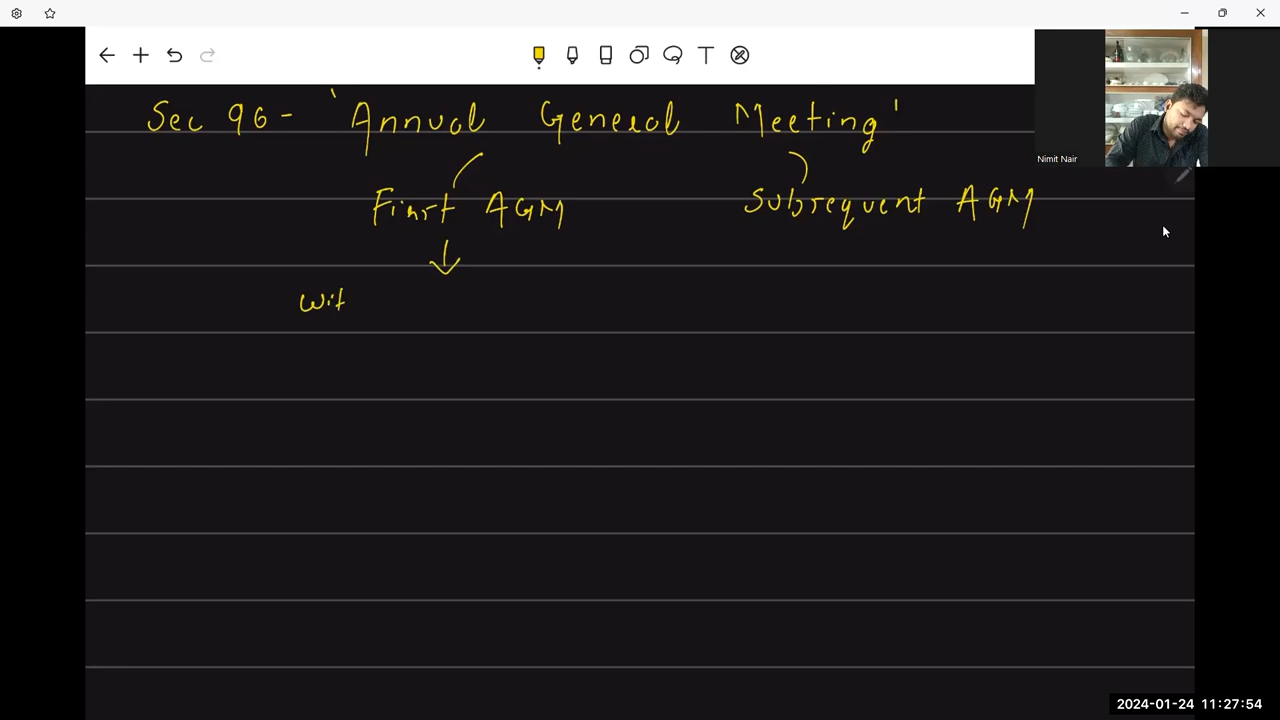 Sec 96 - 'Annual General Meeting'
First AGM
Subsequent AGM
wit
Nimit Nair
2024-01-24 11:27:54